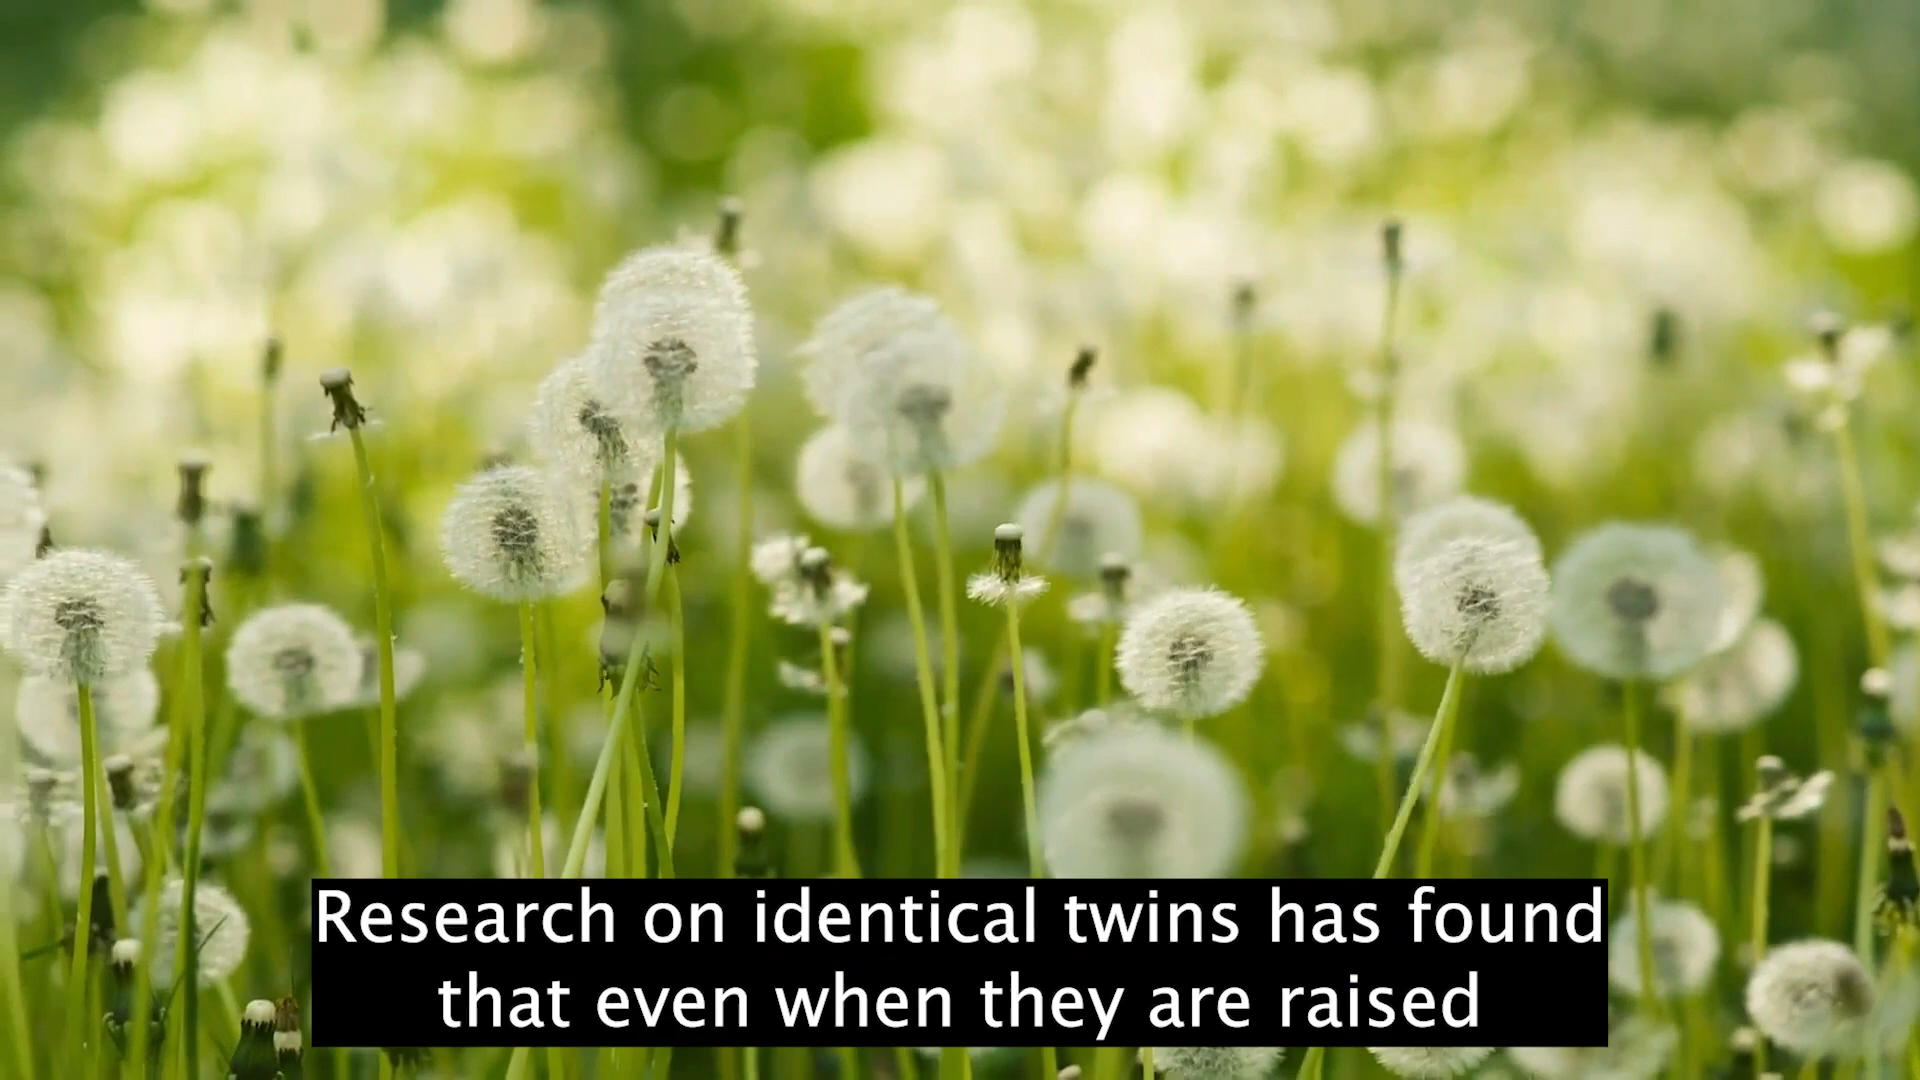 Research on identical twins has found
that even when they are raised